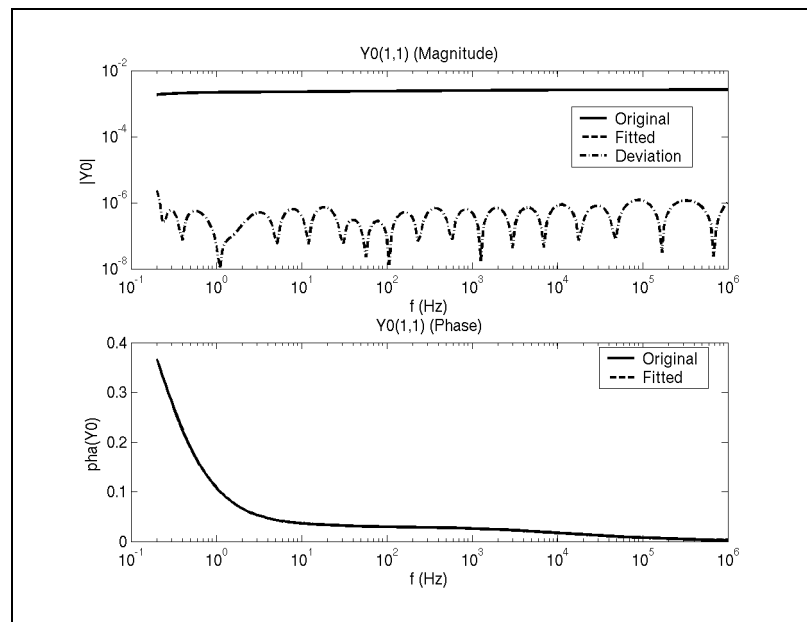 Y0(1,1) (Magnitude)
10^-2
10^-4
10^-6
10^-8
|Y0|
Original
Fitted
Deviation
10^-1 10^0 10^1 10^2 10^3 10^4 10^5 10^6
f (Hz)
Y0(1,1) (Phase)
0.4
0.3
0.2
0.1
0
pha(Y0)
Original
Fitted
10^-1 10^0 10^1 10^2 10^3 10^4 10^5 10^6
f (Hz)